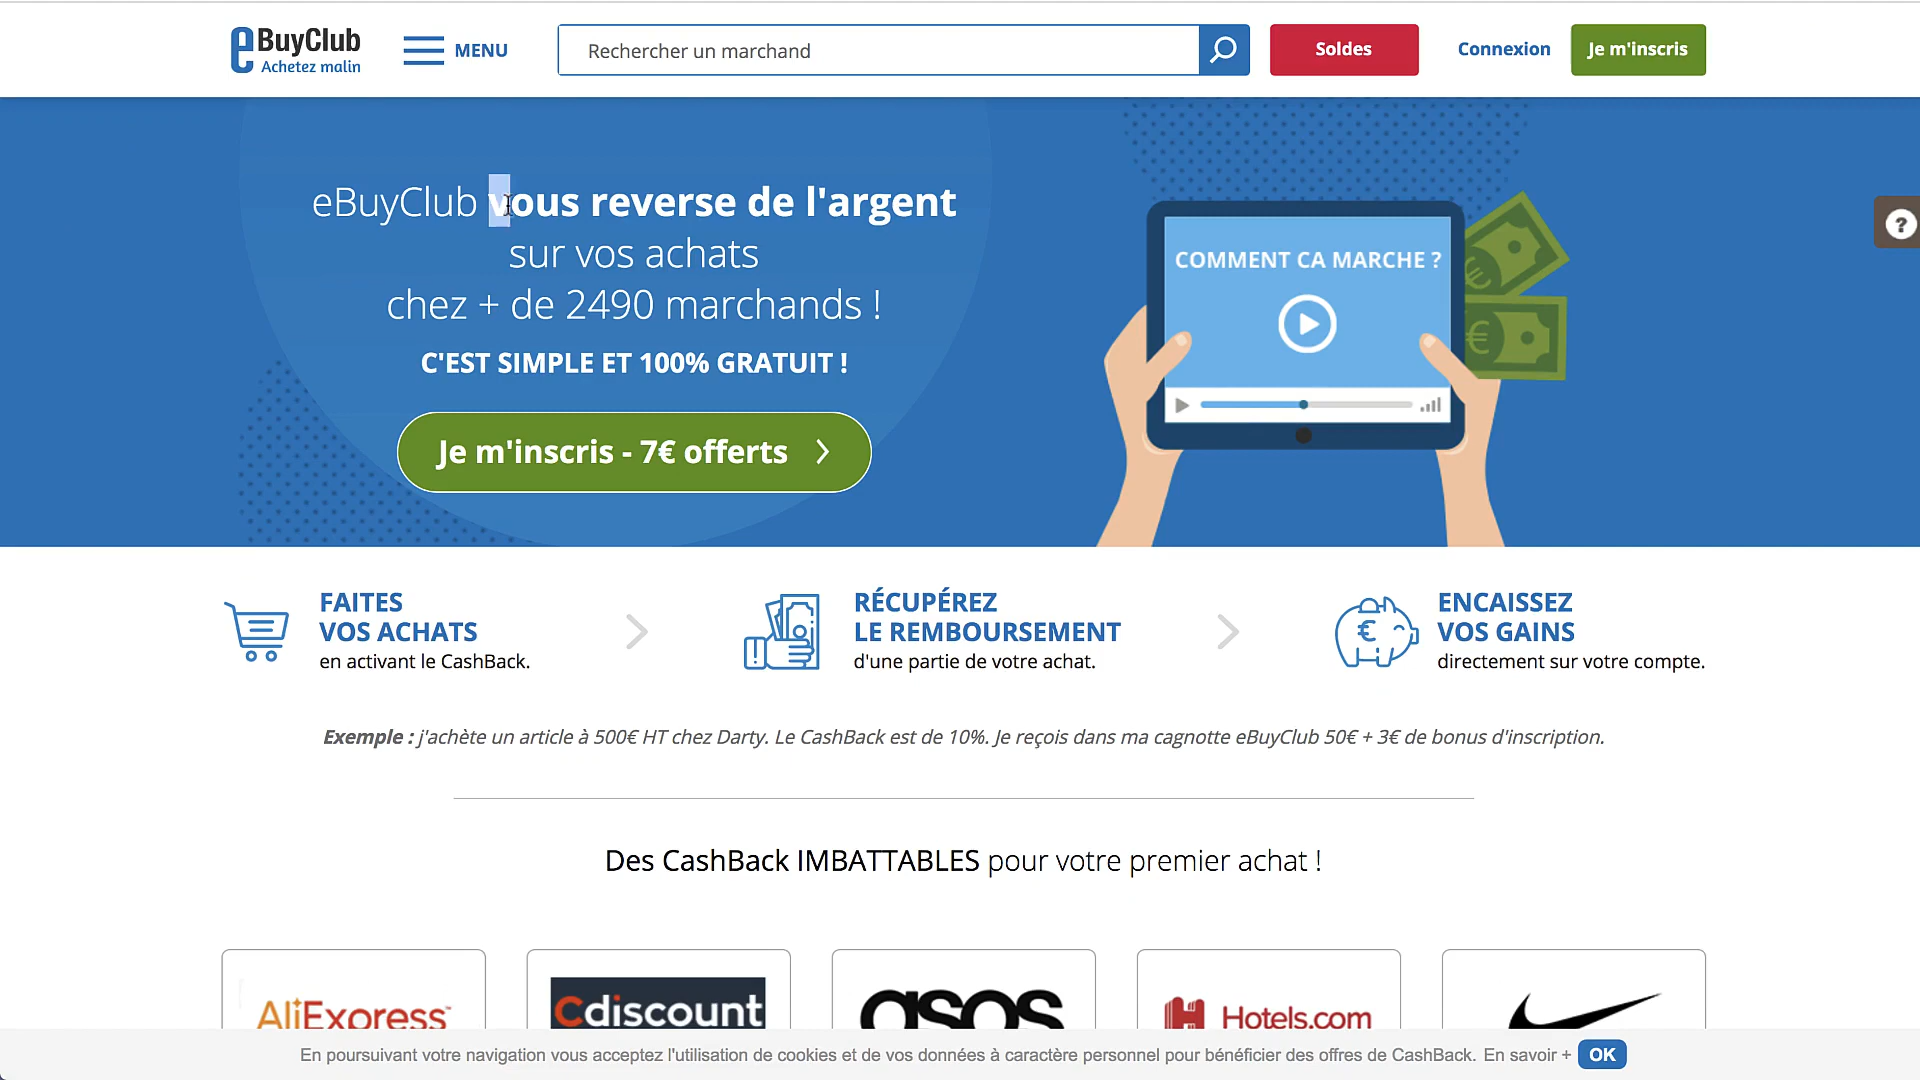 eBuyClub
Achetez malin
MENU
Rechercher un marchand
Soldes
Connexion
Je m'inscris
eBuyClub vous reverse de l'argent
sur vos achats
chez + de 2490 marchands !
C'EST SIMPLE ET 100% GRATUIT !
Je m'inscris - 7€ offerts
COMMENT CA MARCHE ?
€
€
?
FAITES
VOS ACHATS
en activant le CashBack.
RÉCUPÉREZ
LE REMBOURSEMENT
d'une partie de votre achat.
€
ENCAISSEZ
VOS GAINS
directement sur votre compte.
Exemple : j'achète un article à 500€ HT chez Darty. Le CashBack est de 10%. Je reçois dans ma cagnotte eBuyClub 50€ + 3€ de bonus d'inscription.
Des CashBack IMBATTABLES pour votre premier achat !
AliExpress™
Cdiscount
asos
Hotels.com
En poursuivant votre navigation vous acceptez l'utilisation de cookies et de vos données à caractère personnel pour bénéficier des offres de CashBack. En savoir +
OK